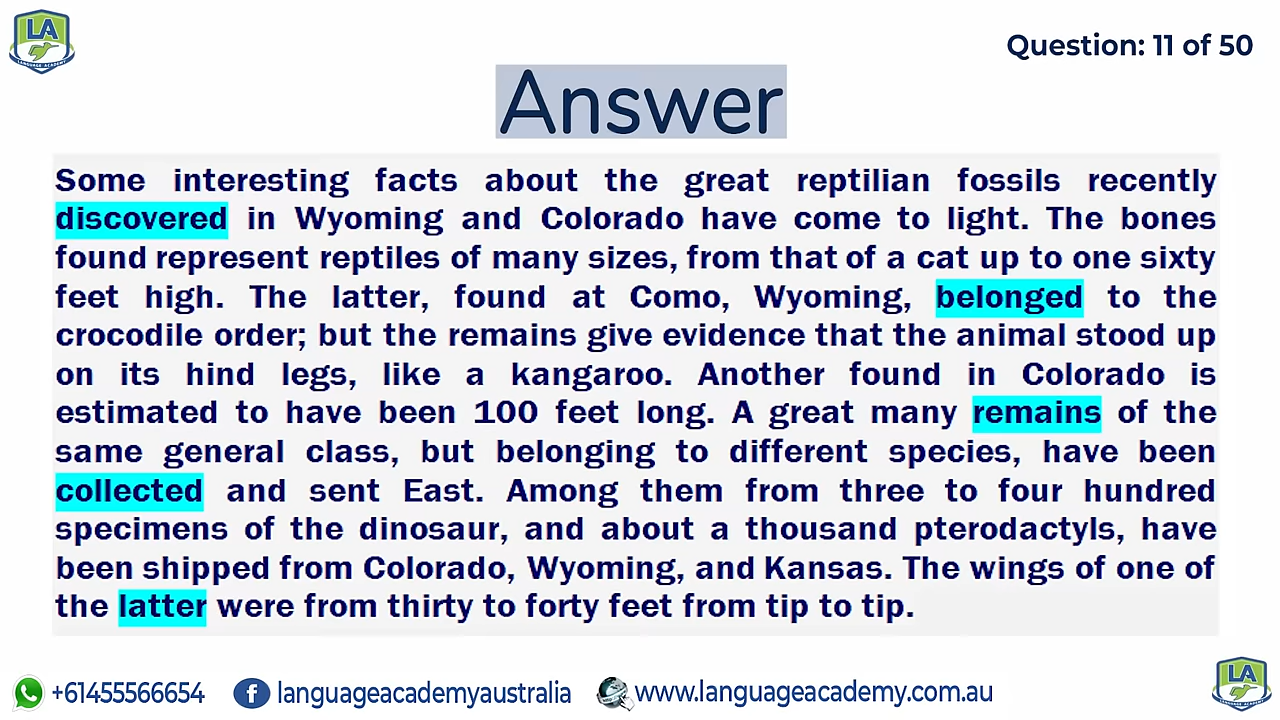 LA
LANGUAGE ACADEMY
Question: 11 of 50
Answer
Some interesting facts about the great reptilian fossils recently
discovered in Wyoming and Colorado have come to light. The bones
found represent reptiles of many sizes, from that of a cat up to one sixty
feet high. The latter, found at Como, Wyoming, belonged to the
crocodile order; but the remains give evidence that the animal stood up
on its hind legs, like a kangaroo. Another found in Colorado is
estimated to have been 100 feet long. A great many remains of the
same general class, but belonging to different species, have been
collected and sent East. Among them from three to four hundred
specimens of the dinosaur, and about a thousand pterodactyls, have
been shipped from Colorado, Wyoming, and Kansas. The wings of one of
the latter were from thirty to forty feet from tip to tip.
+61455566654 languageacademyaustralia www.languageacademy.com.au
LA
LANGUAGE ACADEMY